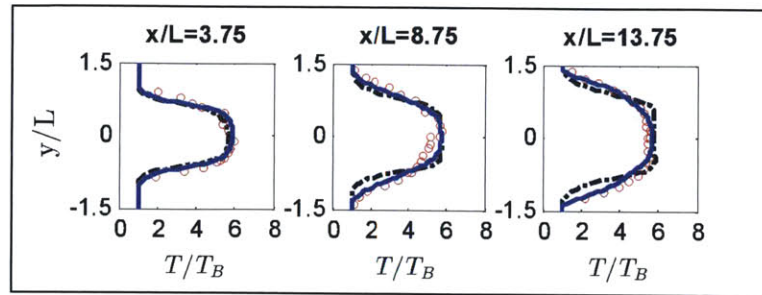 x/L=3.75 x/L=8.75 x/L=13.75
1.5 1.5 1.5
y/L
0 0 0
-1.5 -1.5 -1.5
0 2 4 6 8 0 2 4 6 8 0 2 4 6 8
T/T_B T/T_B T/T_B